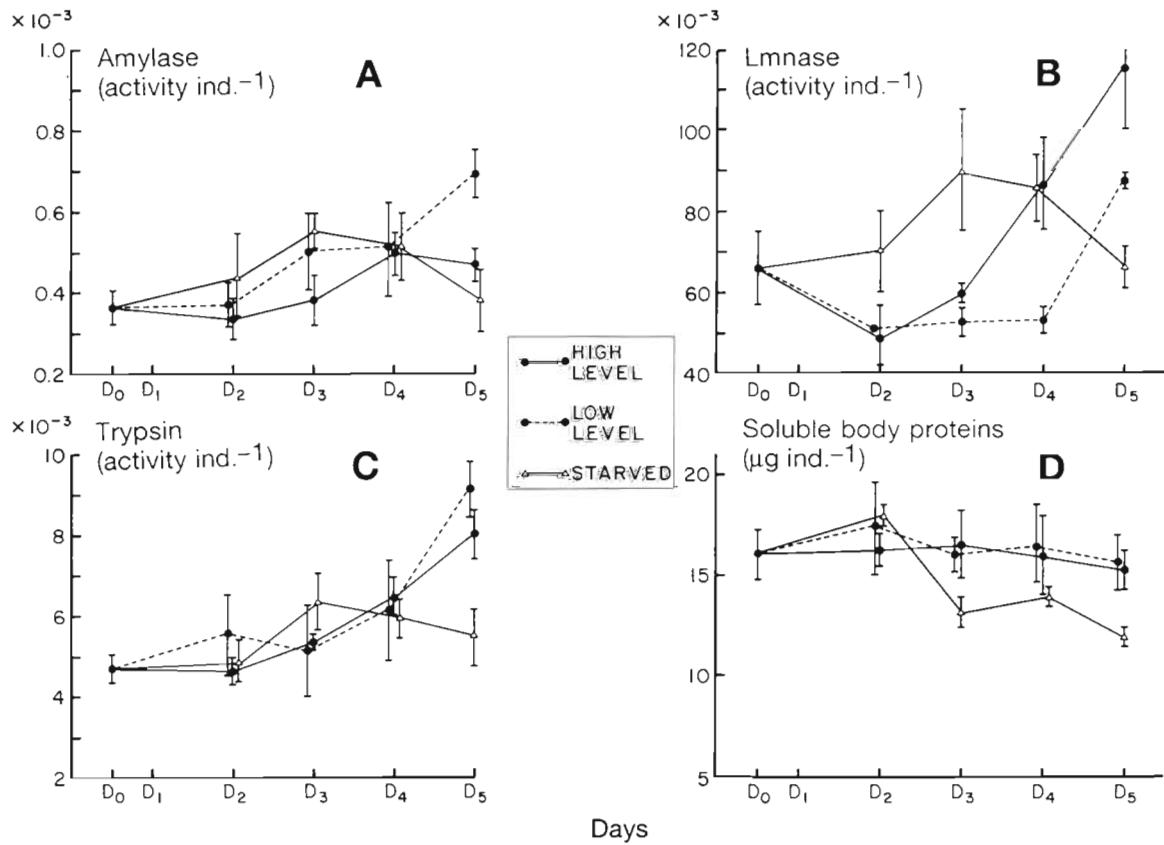 × 10⁻³
Amylase
(activity ind.⁻¹)
A
1.0
0.8
0.6
0.4
0.2
D₀ D₁ D₂ D₃ D₄ D₅
× 10⁻³
Lmnase
(activity ind.⁻¹)
B
120
100
80
60
40
D₀ D₁ D₂ D₃ D₄ D₅
HIGH
LEVEL
LOW
LEVEL
STARVED
× 10⁻³
Trypsin
(activity ind.⁻¹)
C
10
8
6
4
2
D₀ D₁ D₂ D₃ D₄ D₅
Soluble body proteins
(μg ind.⁻¹)
D
20
15
10
5
D₀ D₁ D₂ D₃ D₄ D₅
Days